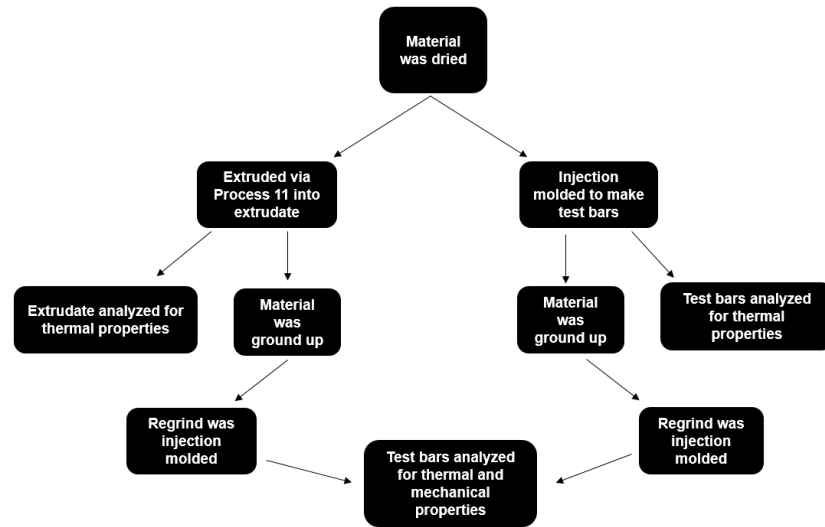 Material
was dried
Extruded via
Process 11 into
extrudate
Injection
molded to make
test bars
Extrudate analyzed for
thermal properties
Material
was
ground up
Material
was
ground up
Test bars analyzed
for thermal
properties
Regrind was
injection
molded
Test bars analyzed
for thermal and
mechanical
properties
Regrind was
injection
molded